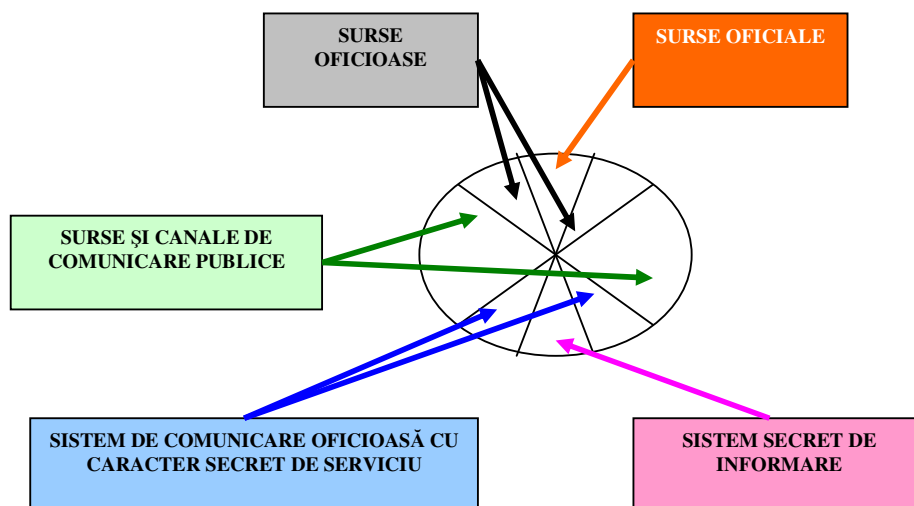 SURSE
OFICIOASE
SURSE OFICIALE
SURSE ŞI CANALE DE
COMUNICARE PUBLICE
SISTEM DE COMUNICARE OFICIOASĂ CU
CARACTER SECRET DE SERVICIU
SISTEM SECRET DE
INFORMARE